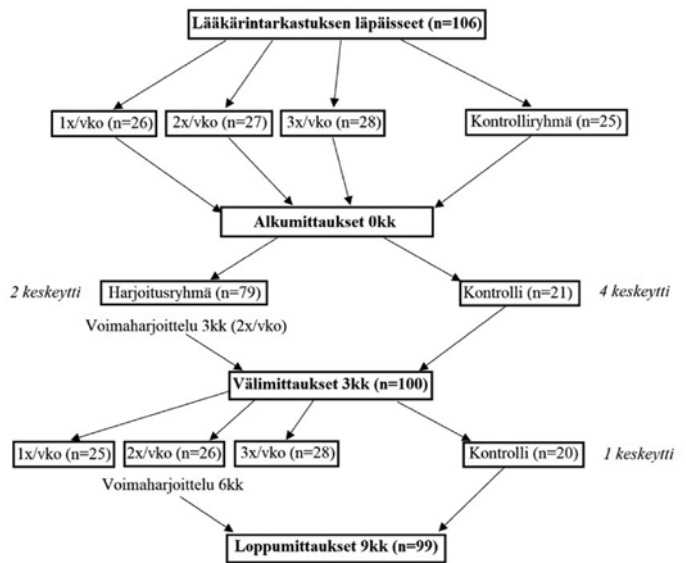 Lääkärintarkastuksen läpäisseet (n=106)
1x/vko (n=26)
2x/vko (n=27)
3x/vko (n=28)
Kontrolliryhmä (n=25)
Alkumittaukset 0kk
2 keskeytti
Harjoitusryhmä (n=79)
Kontrolli (n=21)
4 keskeytti
Voimaharjoittelu 3kk (2x/vko)
Välimittaukset 3kk (n=100)
1x/vko (n=25)
2x/vko (n=26)
3x/vko (n=28)
Kontrolli (n=20)
1 keskeytti
Voimaharjoittelu 6kk
Loppumittaukset 9kk (n=99)